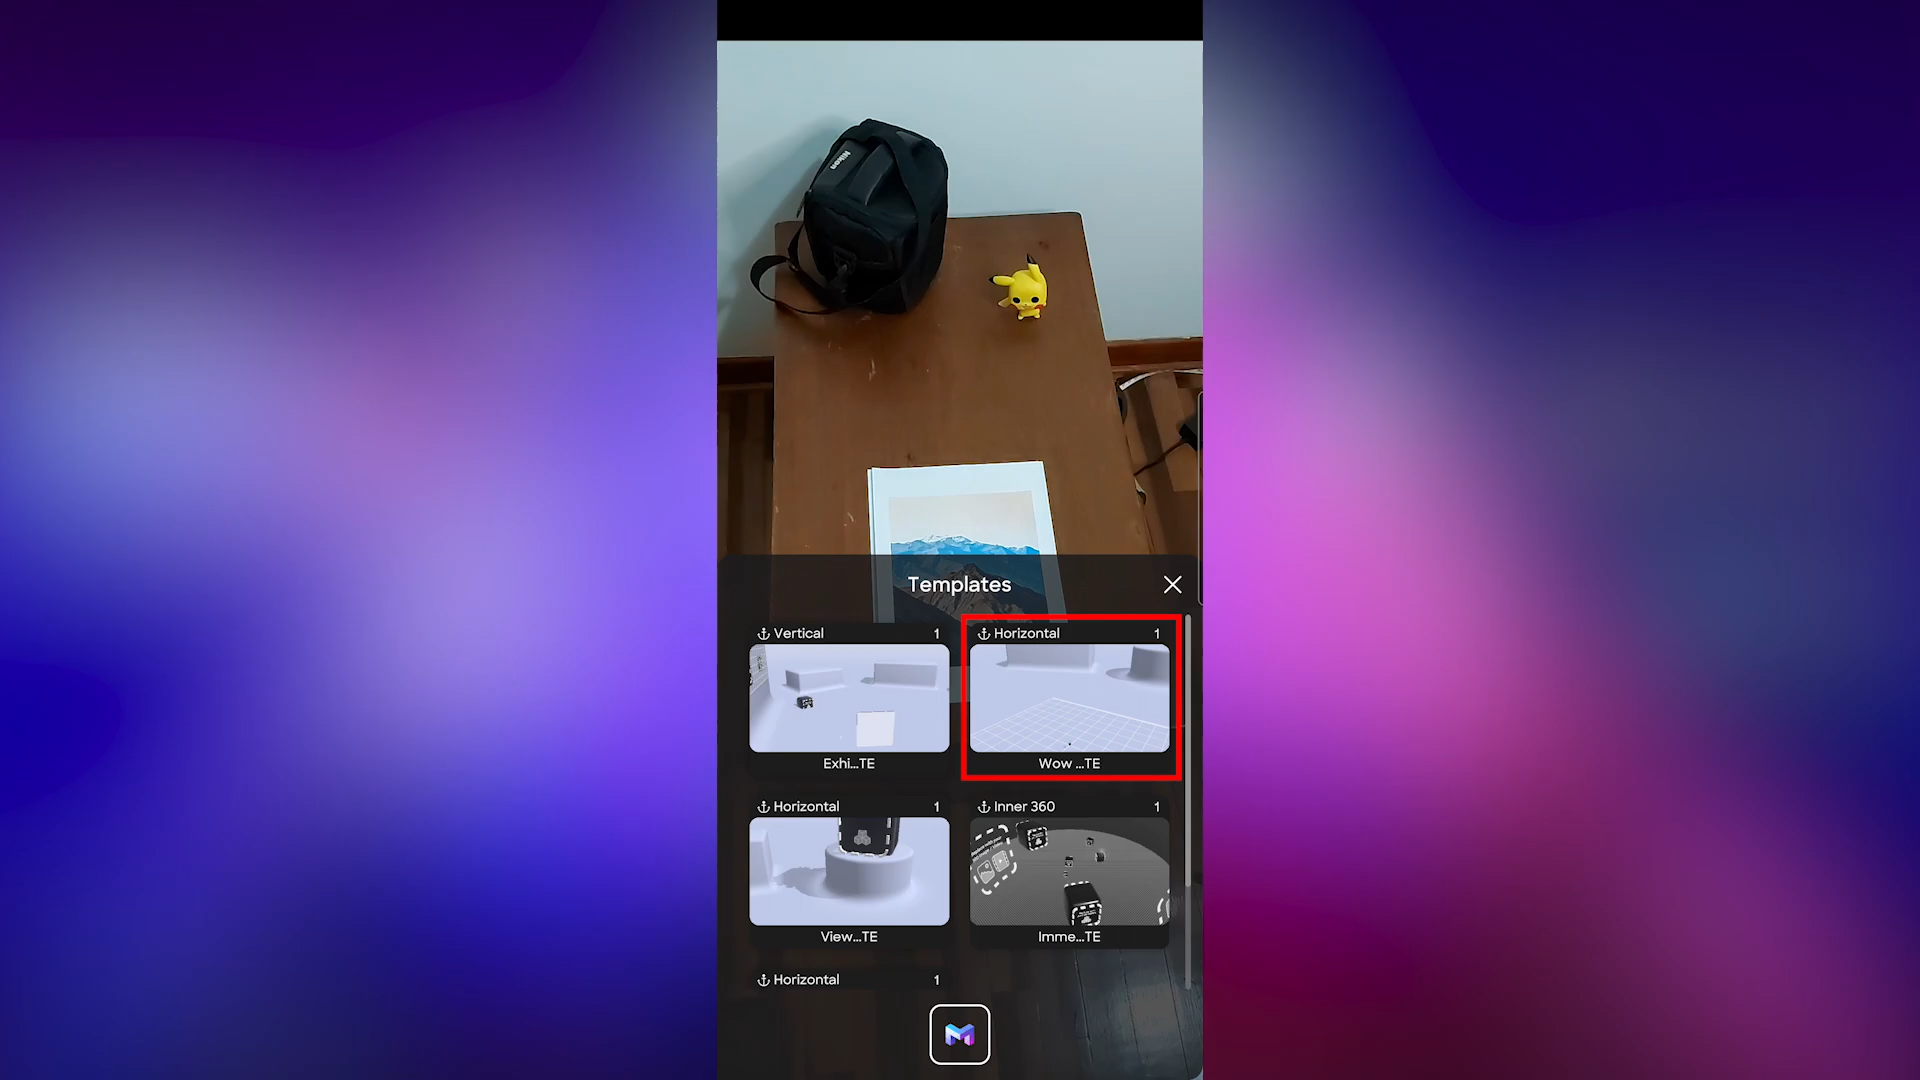 Nikon
Templates
Vertical 1
Horizontal 1
Exhi...TE
Wow ...TE
Horizontal 1
Inner 360 1
View...TE
Imme...TE
Horizontal 1